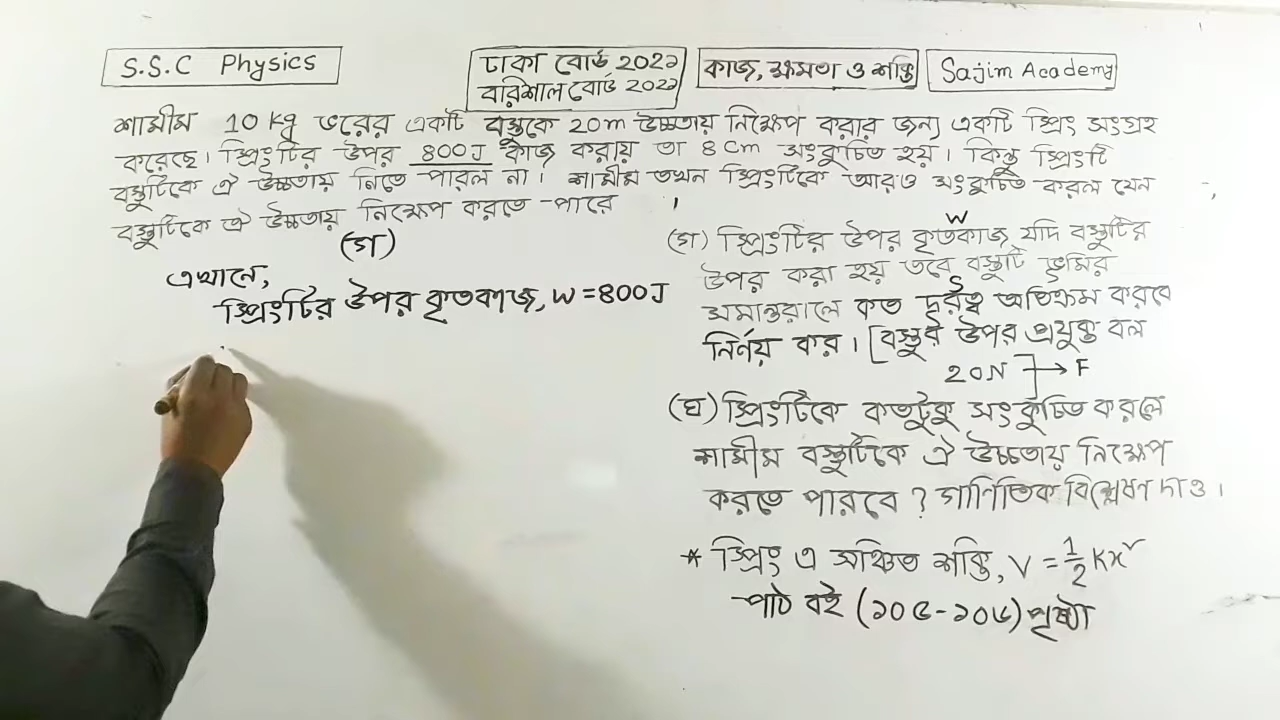 S.S.C Physics
ঢাকা বোর্ড ২০২১
বরিশাল বোর্ড ২০২১
কাজ, ক্ষমতা ও শক্তি
Sajim Academy
শামীম 10 kg ভরের একটি বস্তুকে 20m উচ্চতায় নিক্ষেপ করার জন্য একটি স্প্রিং সংগ্রহ
করেছে। স্প্রিংটির উপর 800J কাজ করায় তা 8 cm সংকুচিত হয়। কিন্তু স্প্রিংটি
বস্তুটিকে ঐ উচ্চতায় নিতে পারল না। শামীম তখন স্প্রিংটিকে আরও সংকুচিত করল যেন
বস্তুটিকে ঐ উচ্চতায় নিক্ষেপ করতে পারে
(গ)
এখানে,
স্প্রিংটির উপর কৃতকাজ, W = 800J
W
(গ) স্প্রিংটির উপর কৃতকাজ যদি বস্তুটির
উপর করা হয় তবে বস্তুটি ভূমির
S
সমান্তরালে কত দূরত্ব অতিক্রম করবে
নির্ণয় কর। [বস্তুর উপর প্রযুক্ত বল
20N] → F
(ঘ) স্প্রিংটিকে কতটুকু সংকুচিত করলে
শামীম বস্তুটিকে ঐ উচ্চতায় নিক্ষেপ
করতে পারবে? গাণিতিক বিশ্লেষণ দাও।
* স্প্রিং এ সঞ্চিত শক্তি, V = 1/2 Kx²
পাঠ বই (১০৫-১০৬) পৃষ্ঠা